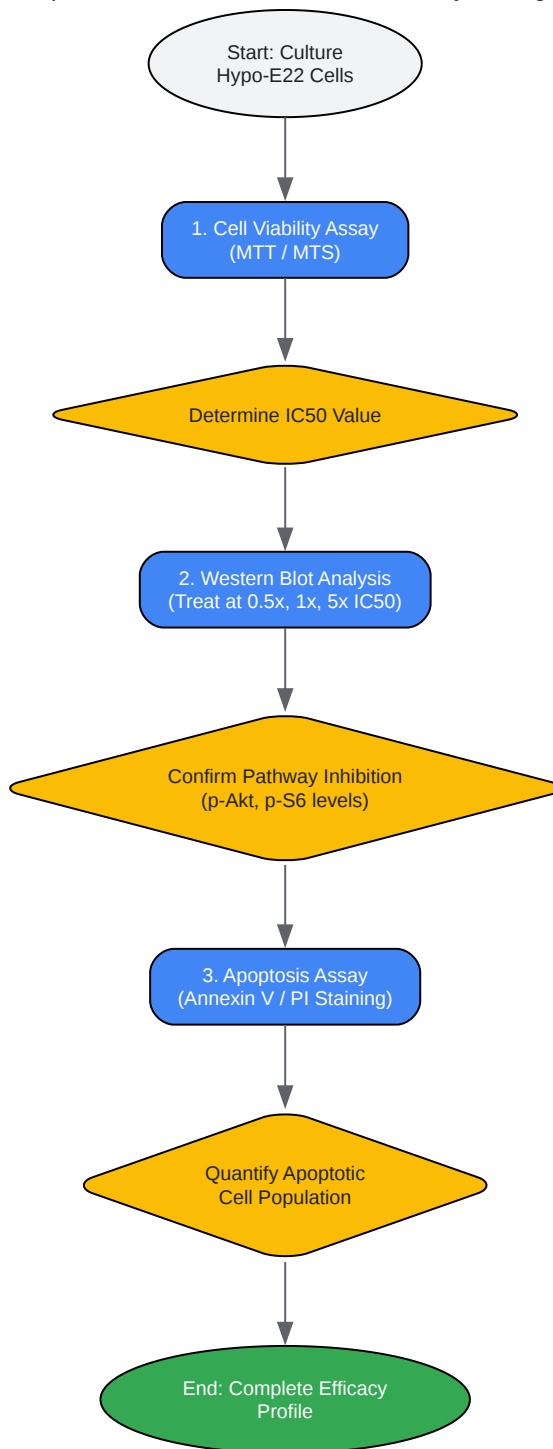 Start: Culture
Hypo-E22 Cells
1. Cell Viability Assay
(MTT / MTS)
Determine IC50 Value
2. Western Blot Analysis
(Treat at 0.5x, 1x, 5x IC50)
Confirm Pathway Inhibition
(p-Akt, p-S6 levels)
3. Apoptosis Assay
(Annexin V / PI Staining)
Quantify Apoptotic
Cell Population
End: Complete Efficacy
Profile